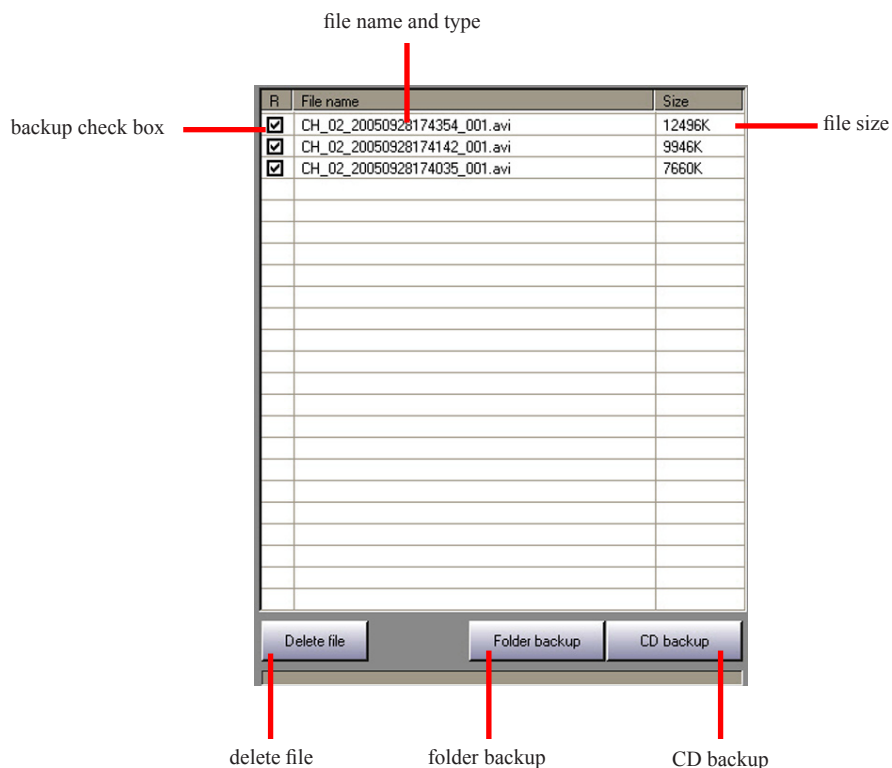 file name and type
R File name Size
backup check box CH_02_20050928174354_001.avi 12496K file size
CH_02_20050928174142_001.avi 9946K
CH_02_20050928174035_001.avi 7660K
Delete file Folder backup CD backup
delete file folder backup CD backup